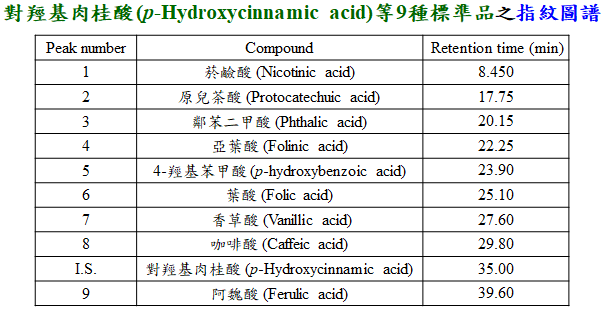 對羥基肉桂酸(p-Hydroxycinnamic acid)等9種標準品之指紋圖譜
Peak number Compound Retention time (min)
1 菸鹼酸 (Nicotinic acid) 8.450
2 原兒茶酸 (Protocatechuic acid) 17.75
3 鄰苯二甲酸 (Phthalic acid) 20.15
4 亞葉酸 (Folinic acid) 22.25
5 4-羥基苯甲酸 (p-hydroxybenzoic acid) 23.90
6 葉酸 (Folic acid) 25.10
7 香草酸 (Vanillic acid) 27.60
8 咖啡酸 (Caffeic acid) 29.80
I.S. 對羥基肉桂酸 (p-Hydroxycinnamic acid) 35.00
9 阿魏酸 (Ferulic acid) 39.60